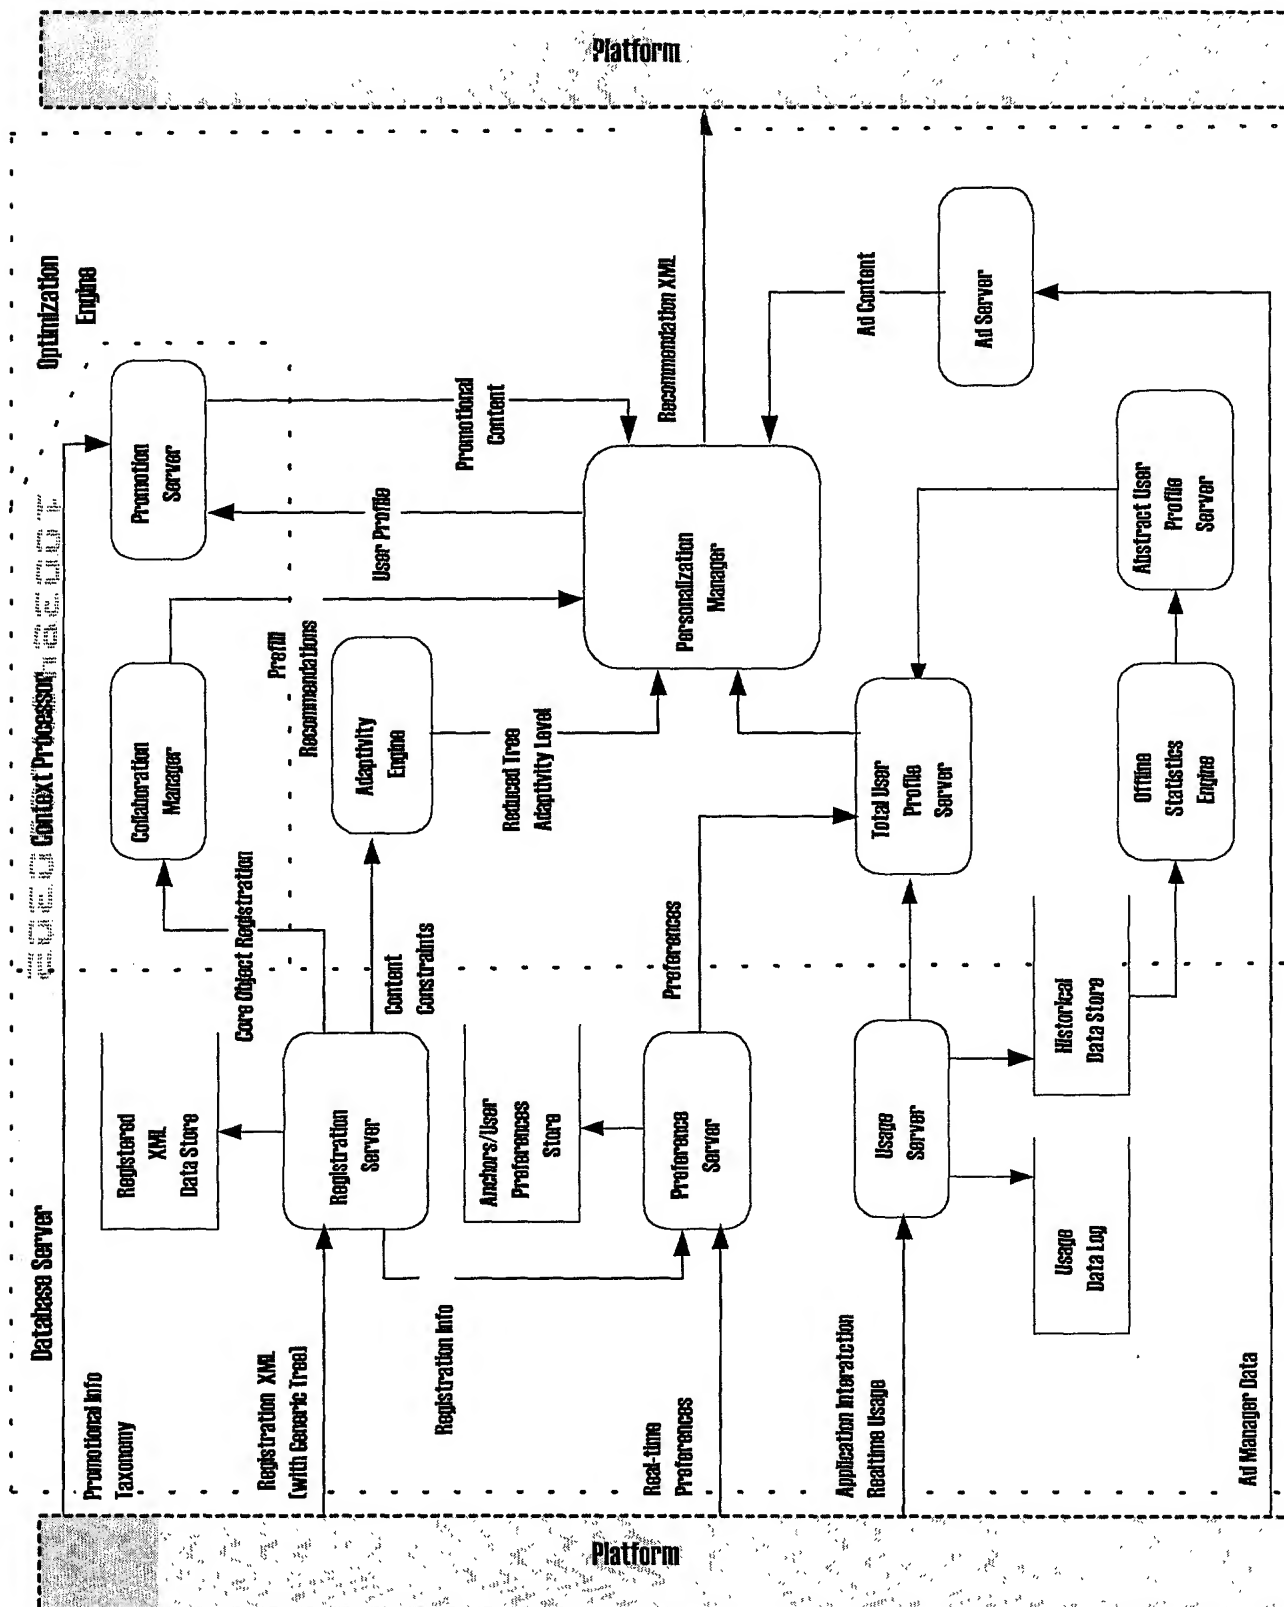 Platform
Optimization
Engine
Context Processor
Database Server
Promotion
Server
Collaboration
Manager
Adaptivity
Engine
Prefill
Recommendations
User Profile
Promotional
Content
Recommendation XML
Ad Content
Ad Server
Personalization
Manager
Reduced Tree
Adaptivity Level
Abstract User
Profile
Server
Total User
Profile
Server
Offline
Statistics
Engine
Core Object Registration
Content
Constraints
Preferences
Registered
XML
Data Store
Registration
Server
Anchors/User
Preferences
Store
Preference
Server
Usage
Server
Historical
Data Store
Usage
Data Log
Promotional Info
Taxonomy
Registration XML
(with Generic Tree)
Registration Info
Real-time
Preferences
Application Interatction
Realtime Usage
Ad Manager Data
Platform